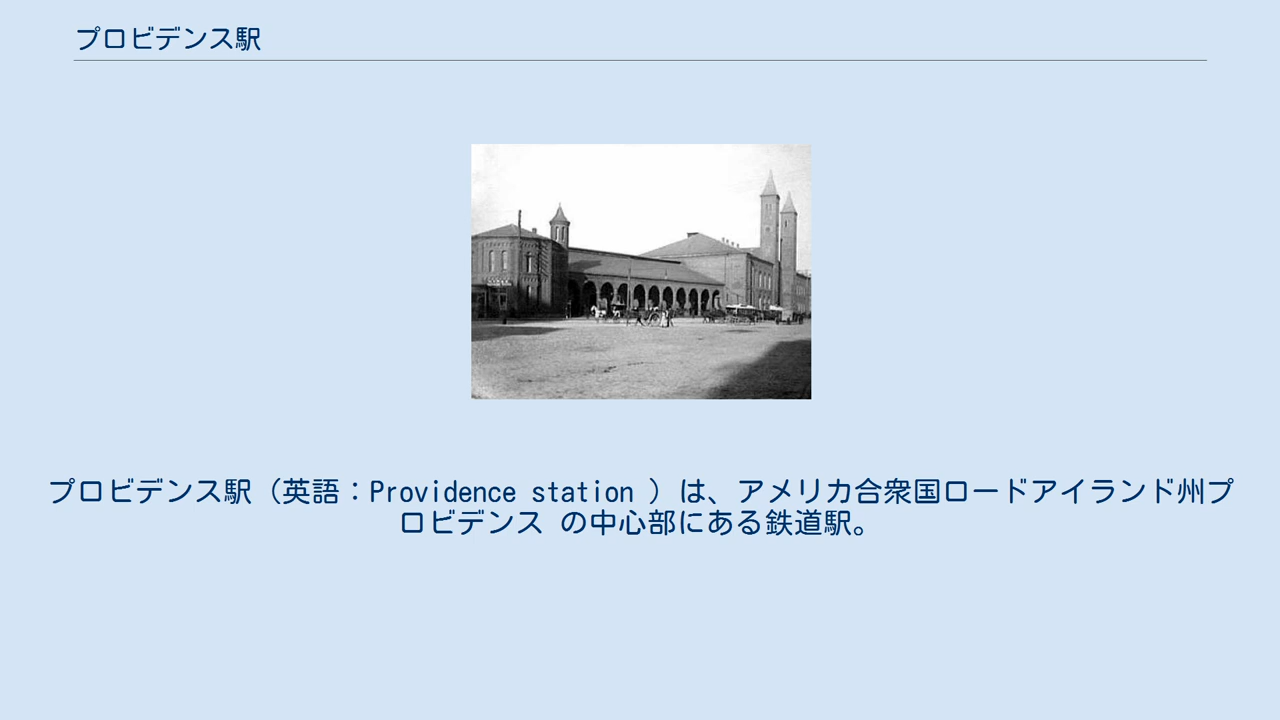 プロビデンス駅
プロビデンス駅（英語：Providence station ）は、アメリカ合衆国ロードアイランド州プ
ロビデンス の中心部にある鉄道駅。